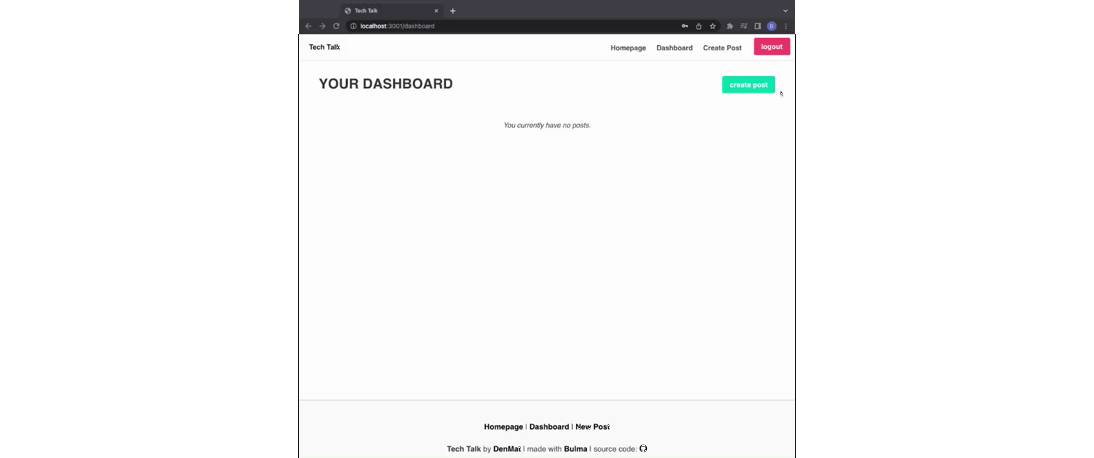 Tech Talk
localhost:3001/dashboard
D
Tech Talk
Homepage Dashboard Create Post logout
YOUR DASHBOARD
create post
You currently have no posts.
Homepage | Dashboard | New Post
Tech Talk by DenMaï | made with Bulma | source code: